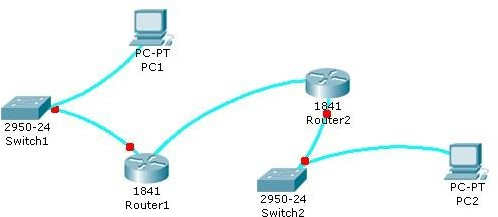 PC-PT
PC1
2950-24
Switch1
1841
Router1
1841
Router2
2950-24
Switch2
PC-PT
PC2